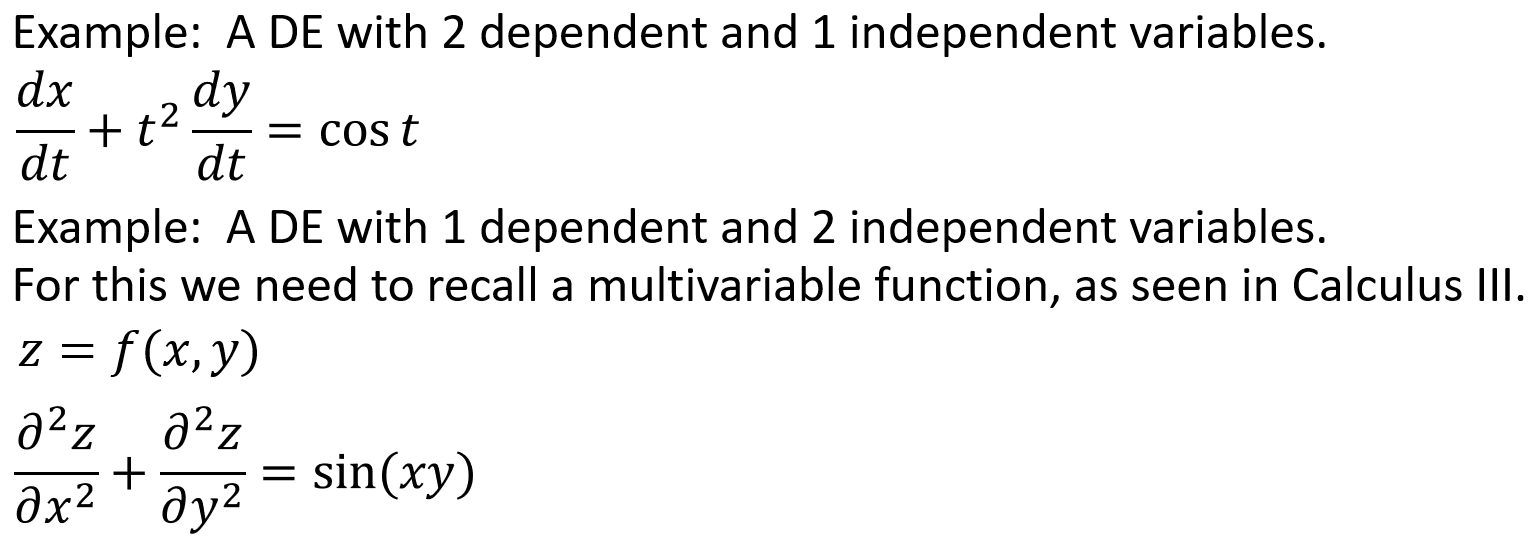 Example:  A DE with 2 dependent and 1 independent variables.
dx/dt + t² dy/dt = cos t
Example:  A DE with 1 dependent and 2 independent variables.
For this we need to recall a multivariable function, as seen in Calculus III.
z = f(x, y)
∂²z/∂x² + ∂²z/∂y² = sin(xy)